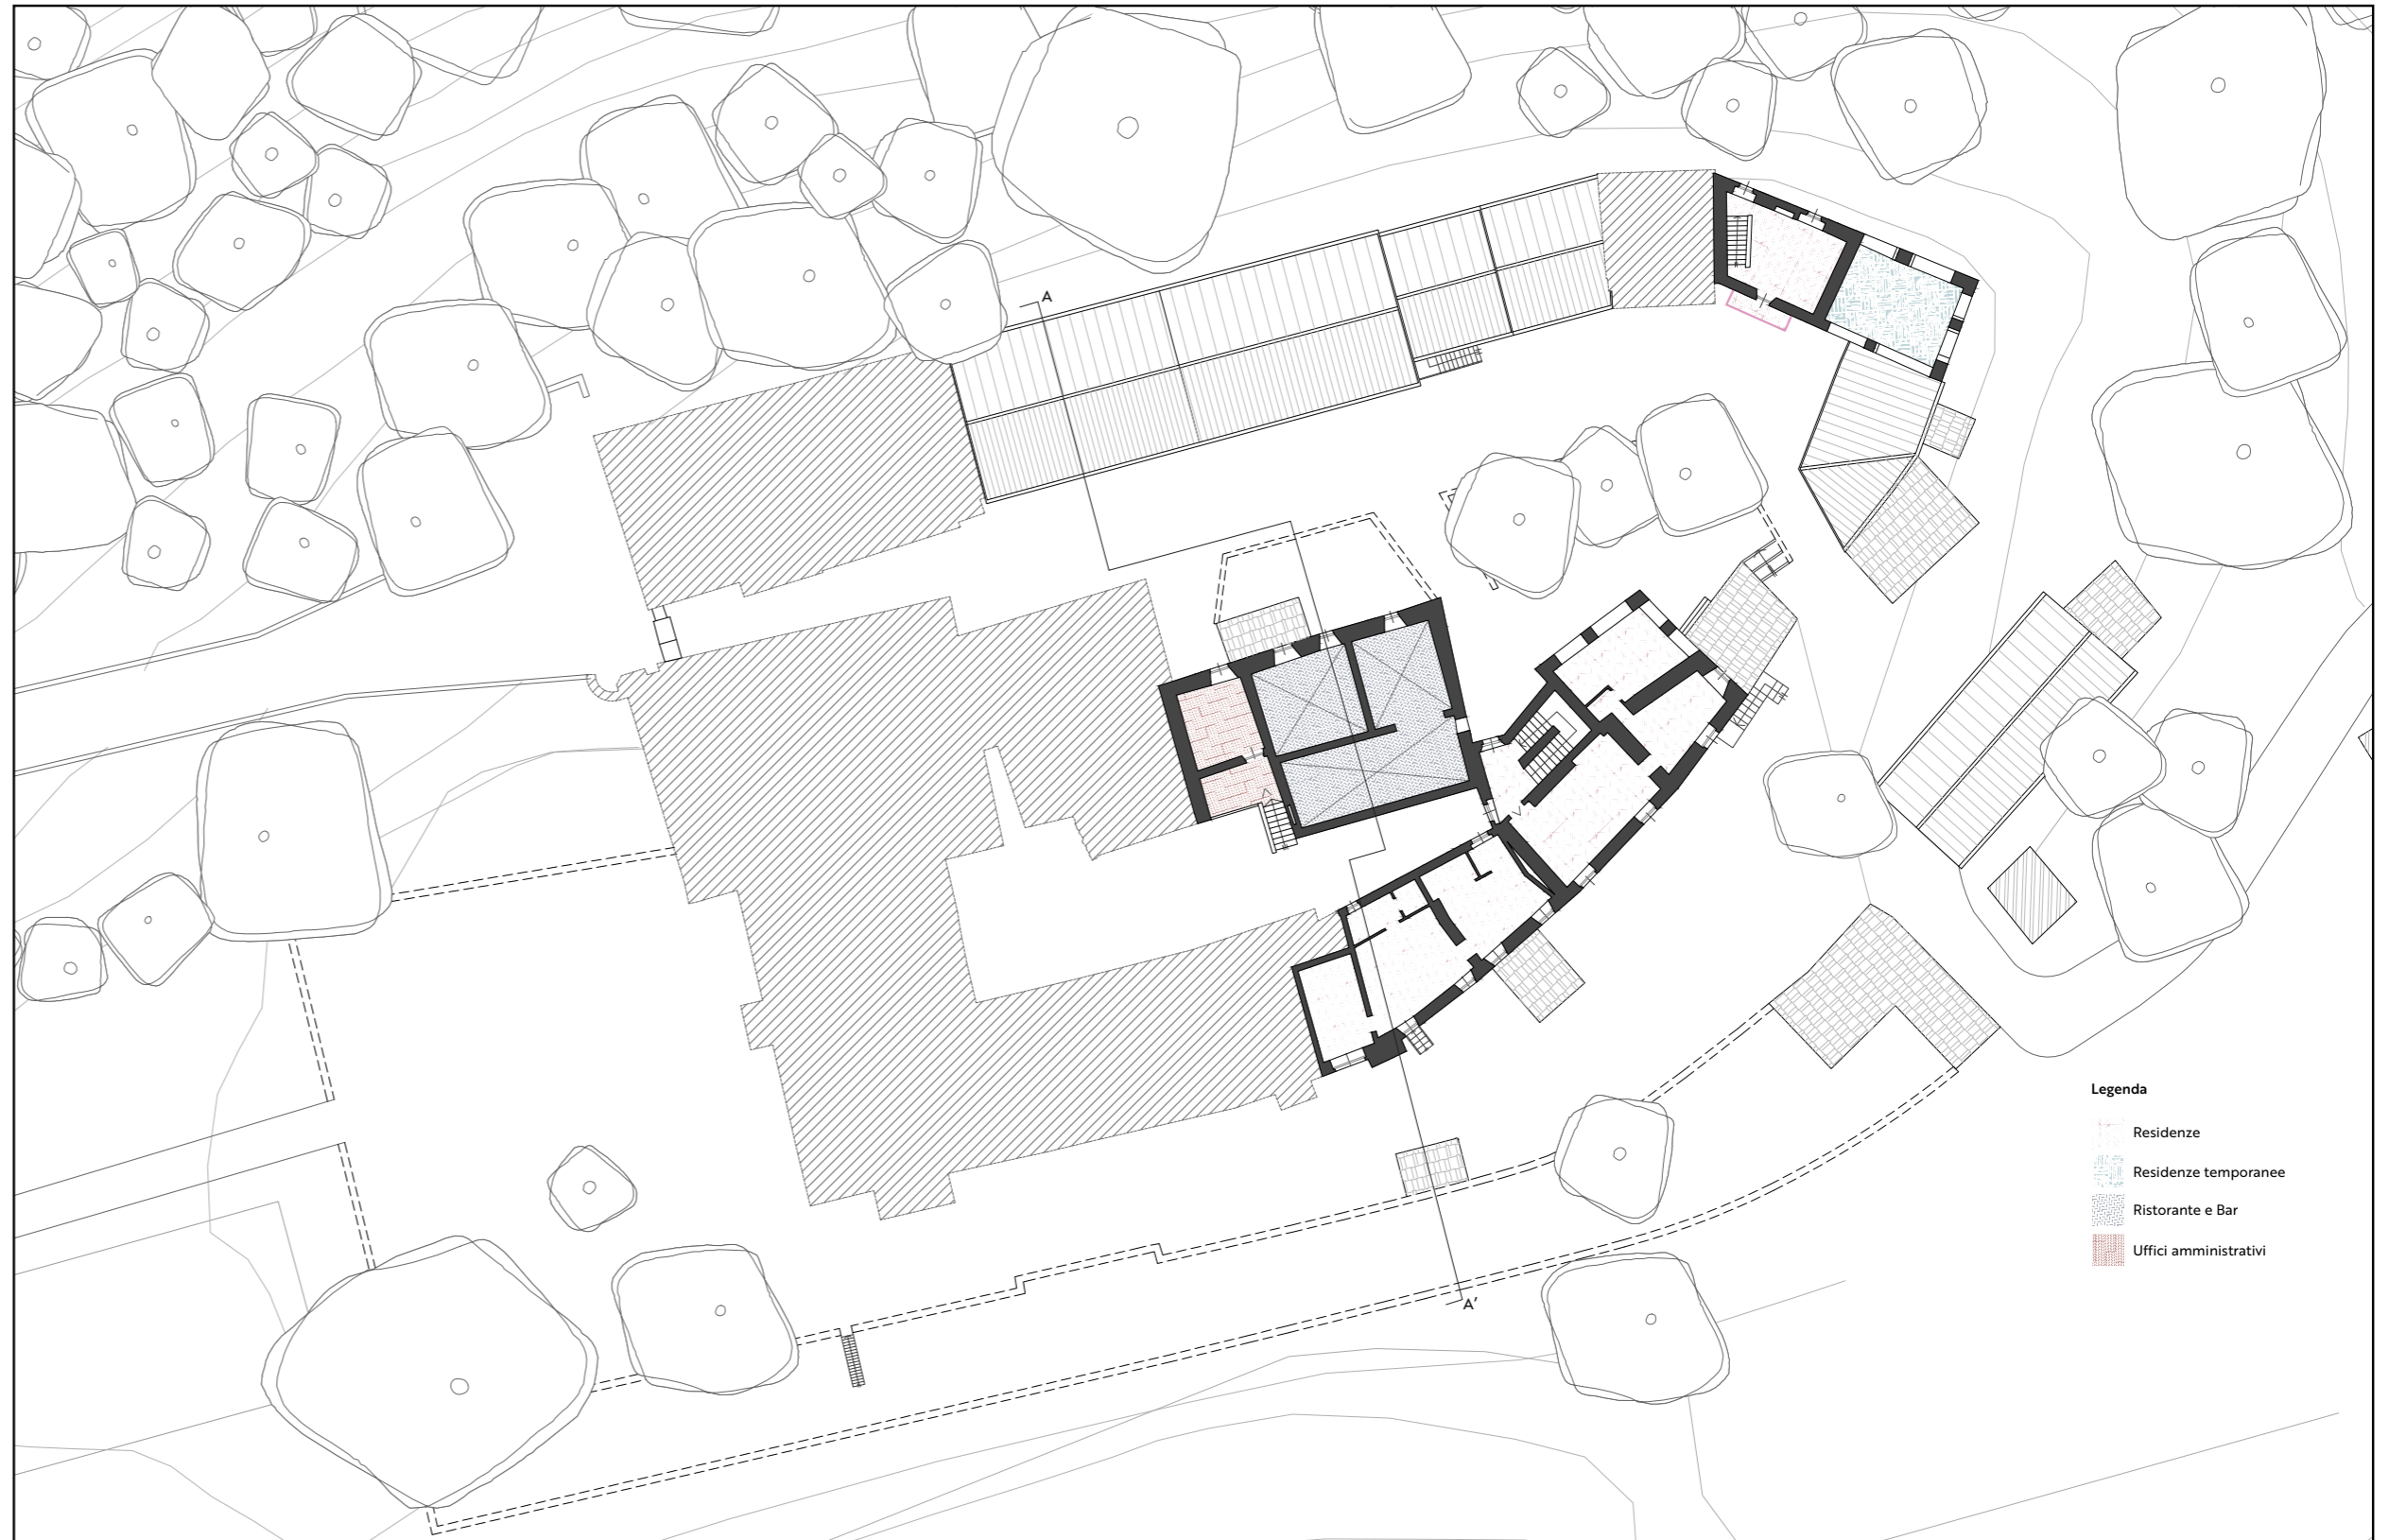 A
A'
Legenda
Residenze
Residenze temporanee
Ristorante e Bar
Uffici amministrativi